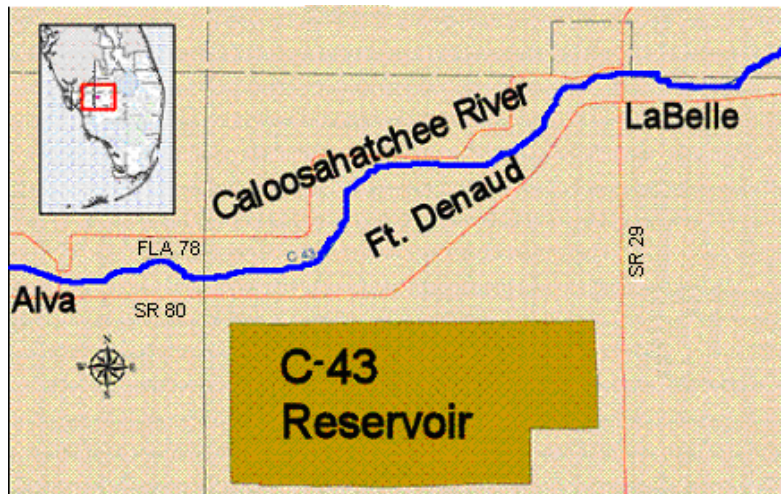 Caloosahatchee River
LaBelle
Ft. Denaud
FLA 78
C 43
SR 29
Alva
SR 80
N
W
E
S
C-43
Reservoir